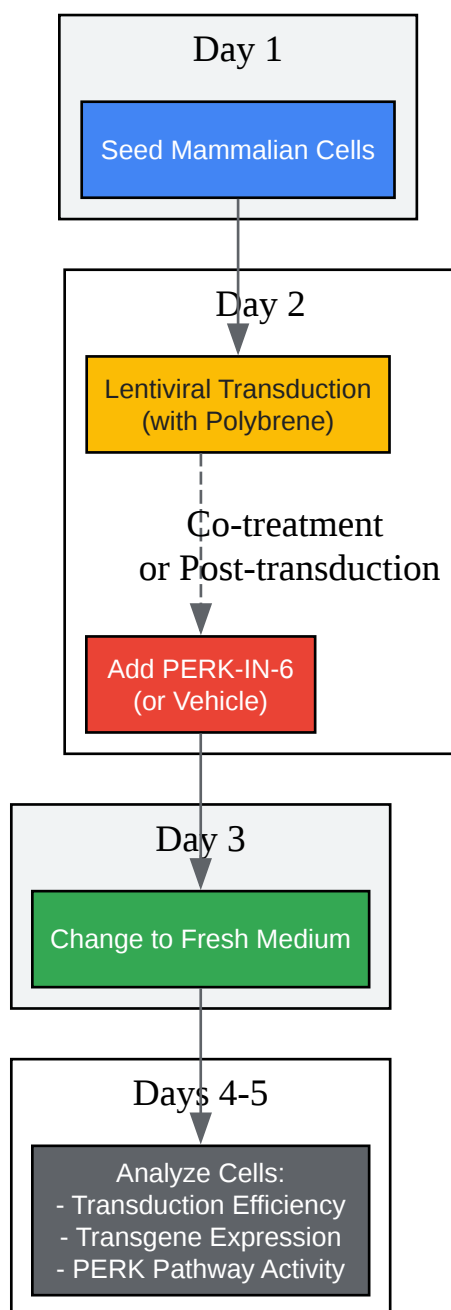 Day 1
Seed Mammalian Cells
Day 2
Lentiviral Transduction
(with Polybrene)
Co-treatment
or Post-transduction
Add PERK-IN-6
(or Vehicle)
Day 3
Change to Fresh Medium
Days 4-5
Analyze Cells:
- Transduction Efficiency
- Transgene Expression
- PERK Pathway Activity